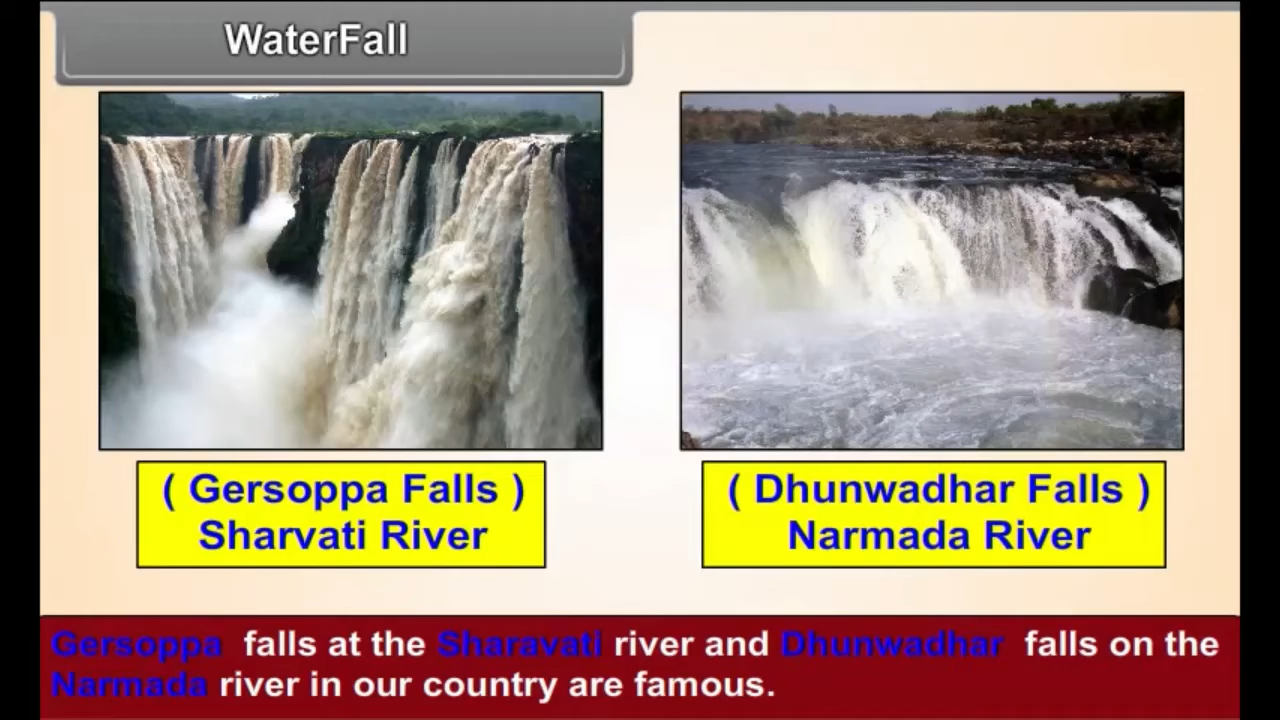 WaterFall
( Gersoppa Falls )
Sharvati River
( Dhunwadhar Falls )
Narmada River
Gersoppa falls at the Sharavati river and Dhunwadhar falls on the
Narmada river in our country are famous.